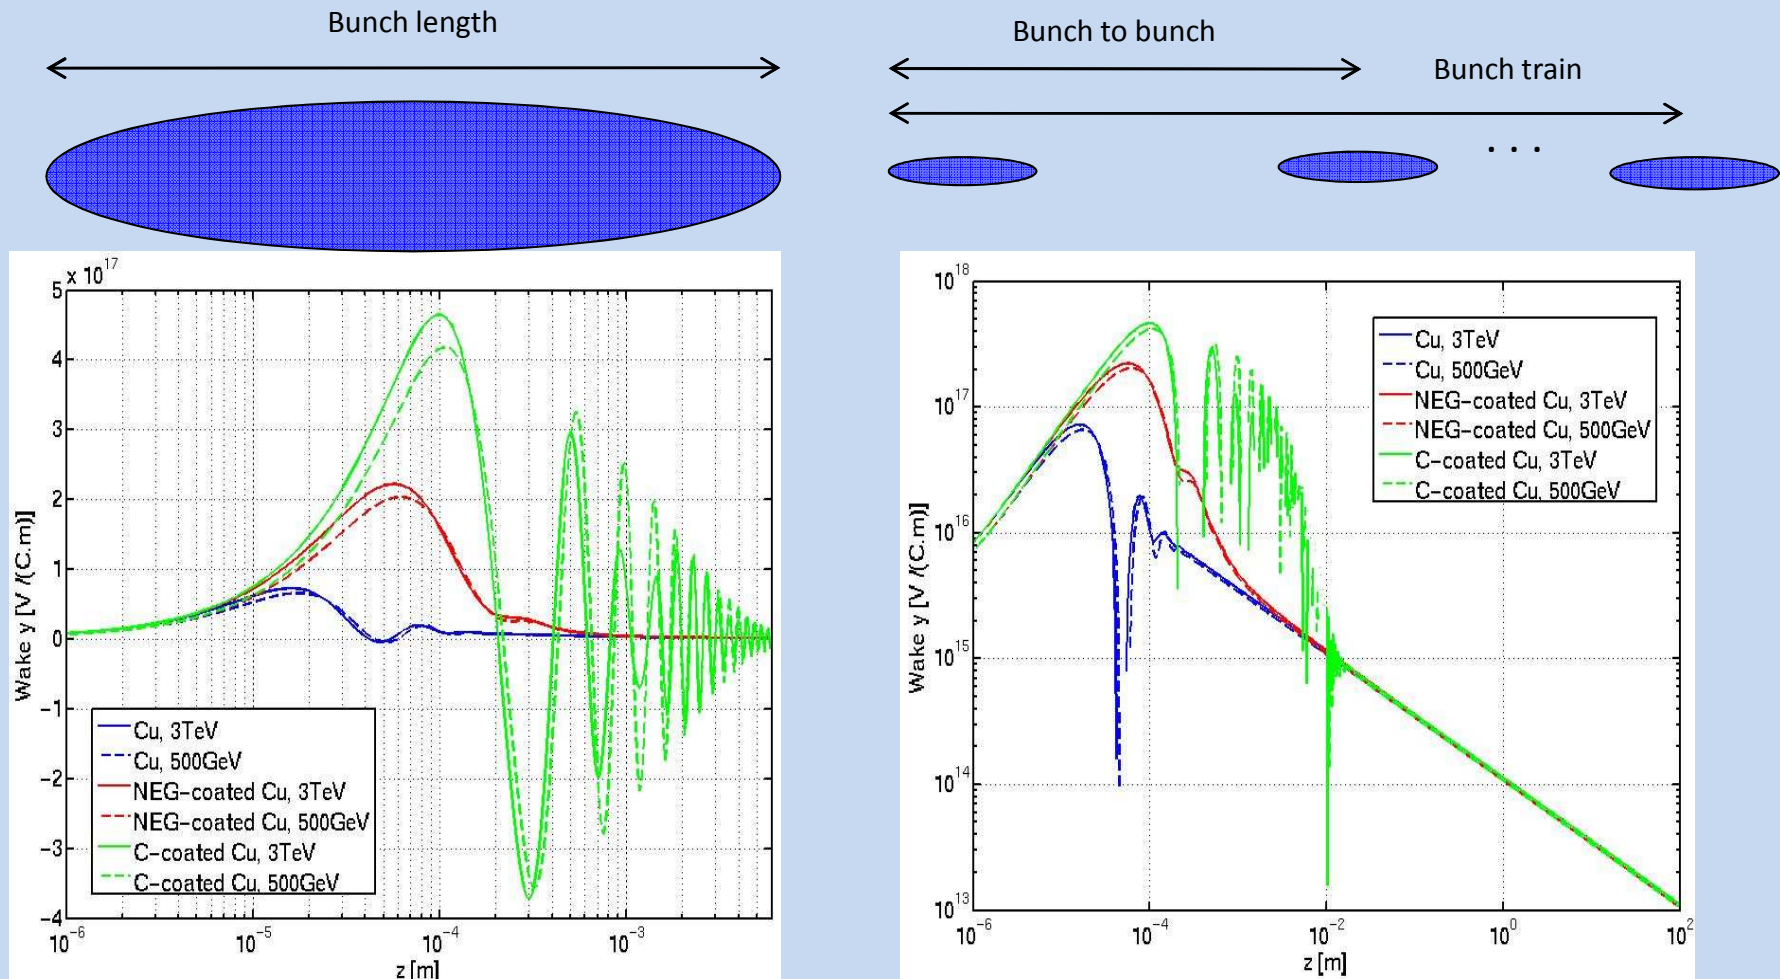 Bunch length
Bunch to bunch
Bunch train
. . .
x 10^17
5
4
3
2
1
0
-1
-2
-3
-4
Wake y [V /(C.m)]
Cu, 3TeV
Cu, 500GeV
NEG-coated Cu, 3TeV
NEG-coated Cu, 500GeV
C-coated Cu, 3TeV
C-coated Cu, 500GeV
10^-6 10^-5 10^-4 10^-3
z [m]
10^18
10^17
10^16
10^15
10^14
10^13
Wake y [V /(C.m)]
Cu, 3TeV
Cu, 500GeV
NEG-coated Cu, 3TeV
NEG-coated Cu, 500GeV
C-coated Cu, 3TeV
C-coated Cu, 500GeV
10^-6 10^-4 10^-2 10^0 10^2
z [m]